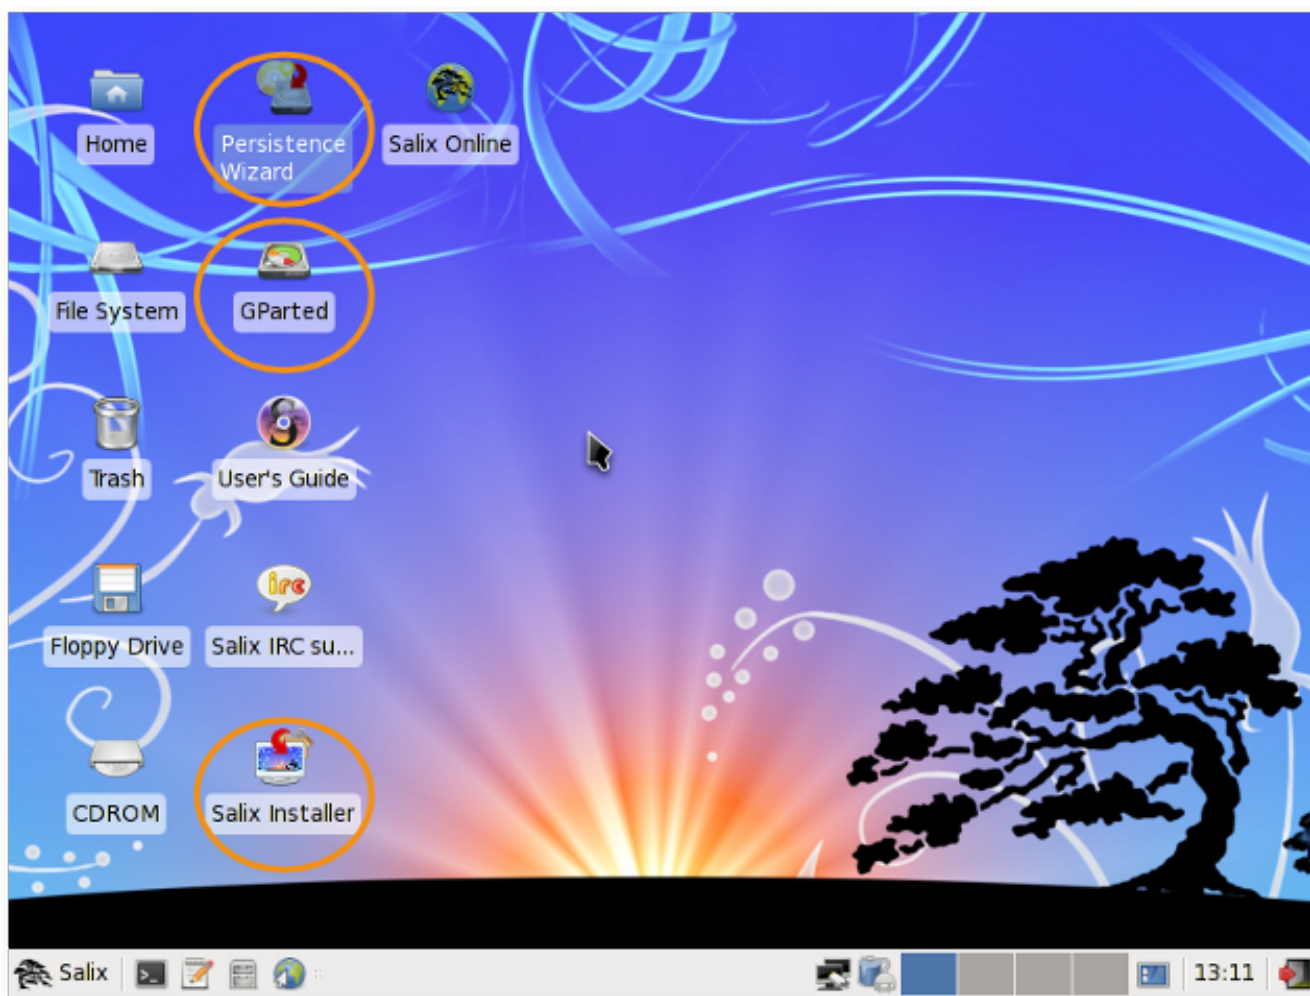 Home
Persistence
Wizard
Salix Online
File System
GParted
Trash
User's Guide
Floppy Drive
irc
Salix IRC su...
CDROM
Salix Installer
Salix
13:11